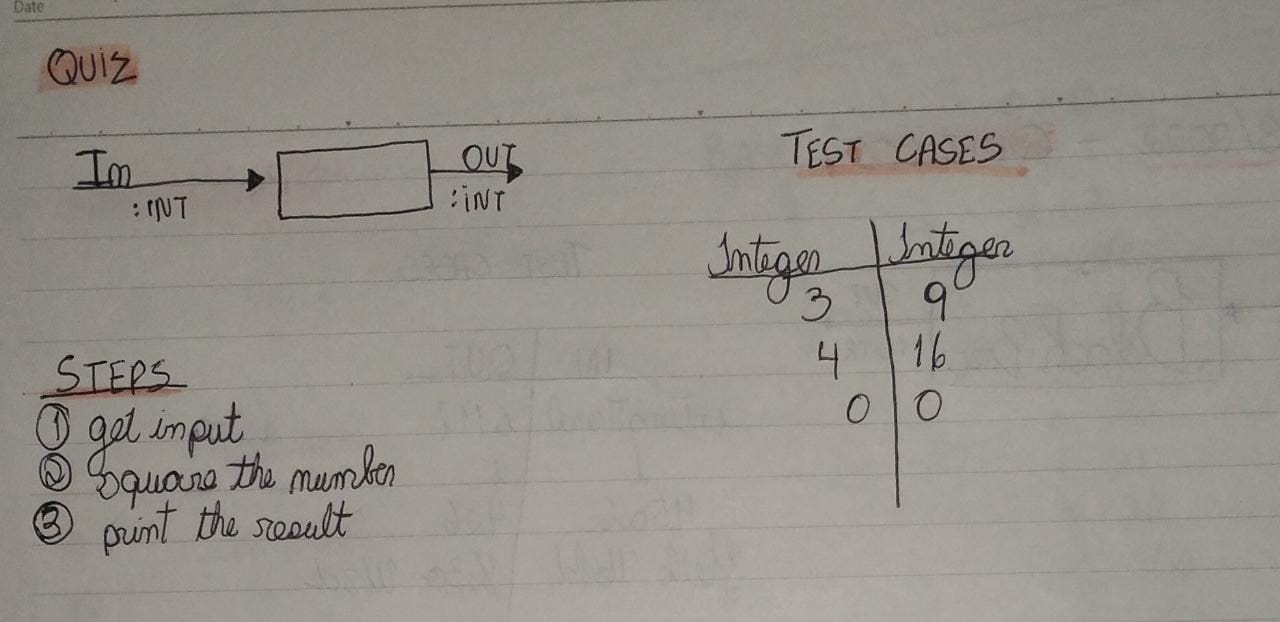 Date
QUIZ
In
: INT
OUT
: INT
STEPS
① get input
② square the number
③ print the result
TEST CASES
Integer Integer
3 9
4 16
0 0